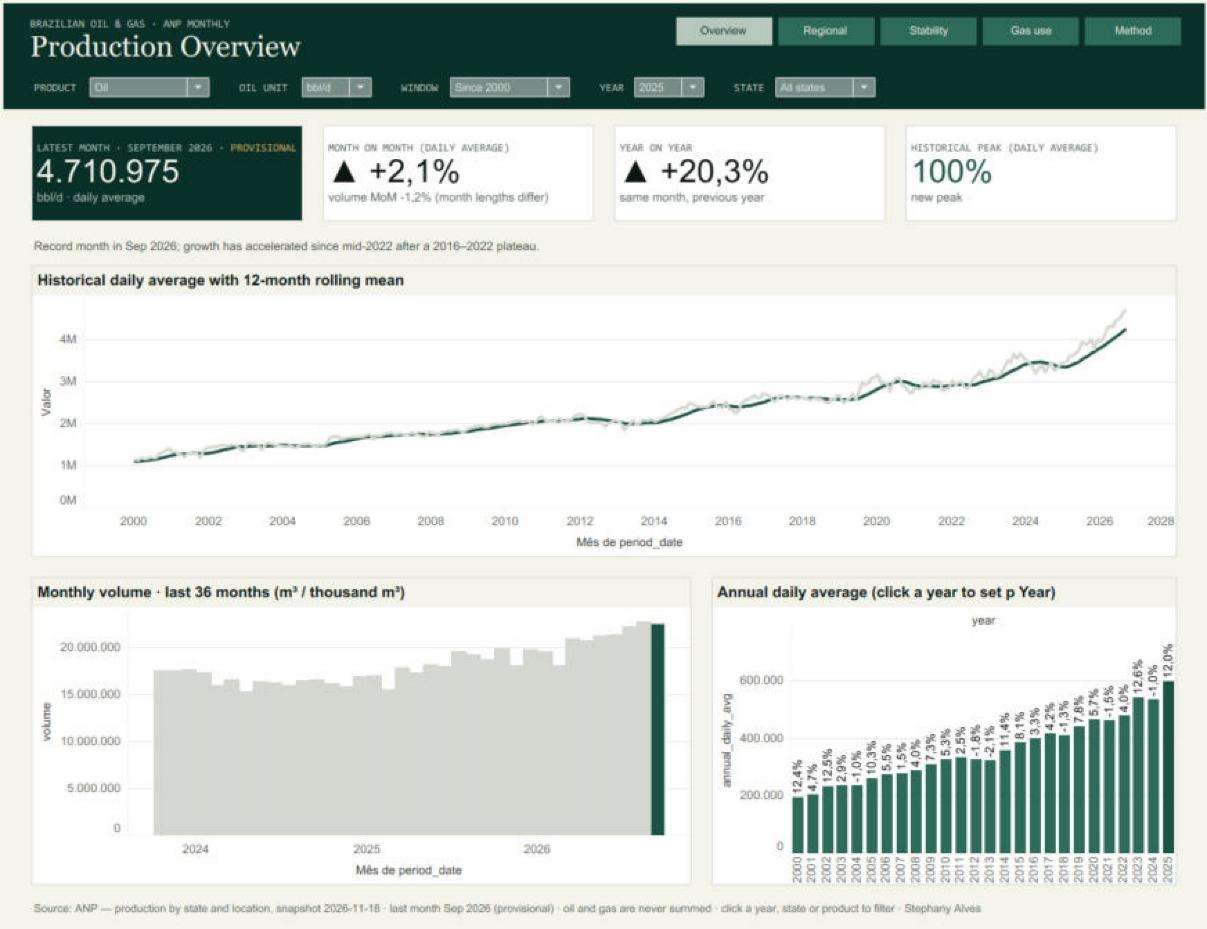 BRAZILIAN OIL & GAS · ANP MONTHLY
Production Overview
Overview
Regional
Stability
Gas use
Method
PRODUCT Oil
OIL UNIT bbl/d
WINDOW Since 2000
YEAR 2025
STATE All states
LATEST MONTH · SEPTEMBER 2026 · PROVISIONAL
4.710.975
bbl/d · daily average
MONTH ON MONTH (DAILY AVERAGE)
▲ +2,1%
volume MoM -1,2% (month lengths differ)
YEAR ON YEAR
▲ +20,3%
same month, previous year
HISTORICAL PEAK (DAILY AVERAGE)
100%
new peak
Record month in Sep 2026; growth has accelerated since mid-2022 after a 2016–2022 plateau.
Historical daily average with 12-month rolling mean
Valor
4M
3M
2M
1M
0M
2000 2002 2004 2006 2008 2010 2012 2014 2016 2018 2020 2022 2024 2026 2028
Mês de period_date
Monthly volume · last 36 months (m³ / thousand m³)
volume
20.000.000
15.000.000
10.000.000
5.000.000
0
2024 2025 2026
Mês de period_date
Annual daily average (click a year to set p Year)
year
annual_daily_avg
600.000
400.000
200.000
0
12,4% 4,7% 12,5% 2,9% -1,0% 10,3% 5,5% 1,5% 4,0% 7,3% 5,3% 2,5% -1,8% -2,1% 11,4% 8,1% 3,3% 4,2% -1,3% 7,8% 5,7% -1,5% 4,0% 12,6% -1,0% 12,0%
2000 2001 2002 2003 2004 2005 2006 2007 2008 2009 2010 2011 2012 2013 2014 2015 2016 2017 2018 2019 2020 2021 2022 2023 2024 2025
Source: ANP — production by state and location, snapshot 2026-11-18 · last month Sep 2026 (provisional) · oil and gas are never summed · click a year, state or product to filter · Stephany Alves